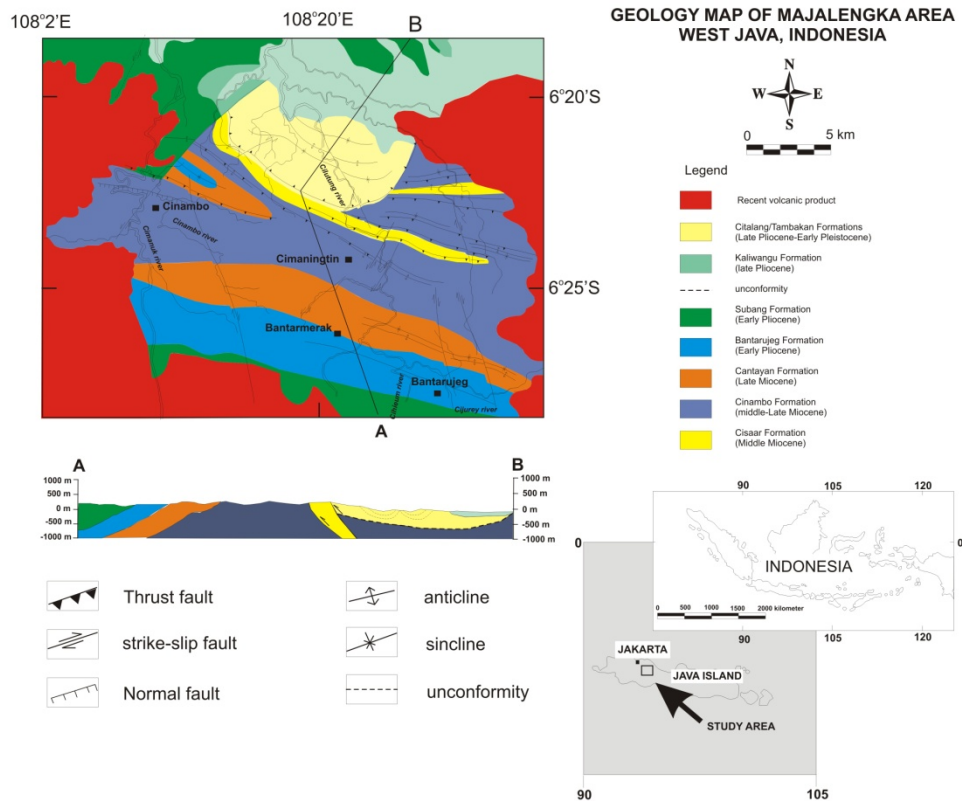 108°2'E
108°20'E
B
GEOLOGY MAP OF MAJALENGKA AREA
WEST JAVA, INDONESIA
N
W E
S
6°20'S
0 5 km
Legend
Recent volcanic product
Citalang/Tambakan Formations
(Late Pliocene-Early Pleistocene)
Kaliwangu Formation
(late Pliocene)
unconformity
Subang Formation
(Early Pliocene)
Bantarujeg Formation
(Early Pliocene)
Cantayan Formation
(Late Miocene)
Cinambo Formation
(middle-Late Miocene)
Cisaar Formation
(Middle Miocene)
Cilutung river
Cinambo
Cinambo river
Cimanuk river
Cimaningtin
6°25'S
Bantarmerak
Bantarujeg
Cijurey river
A
A
B
1000 m
500 m
0 m
-500 m
-1000 m
1000 m
500 m
0 m
-500 m
-1000 m
Thrust fault
anticline
strike-slip fault
sincline
Normal fault
unconformity
90 105 120
0
0
INDONESIA
0 500 1000 1500 2000 kilometer
90 105 120
JAKARTA
JAVA ISLAND
STUDY AREA
90 105